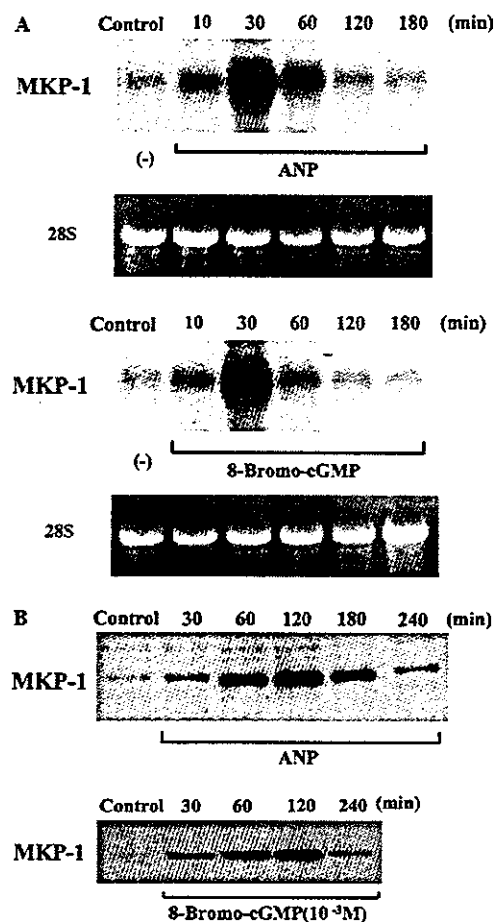 A
Control 10 30 60 120 180 (min)
MKP-1
(-)
ANP
28S
Control 10 30 60 120 180 (min)
MKP-1
(-)
8-Bromo-cGMP
28S
B
Control 30 60 120 180 240 (min)
MKP-1
ANP
Control 30 60 120 240 (min)
MKP-1
8-Bromo-cGMP(10⁻³M)